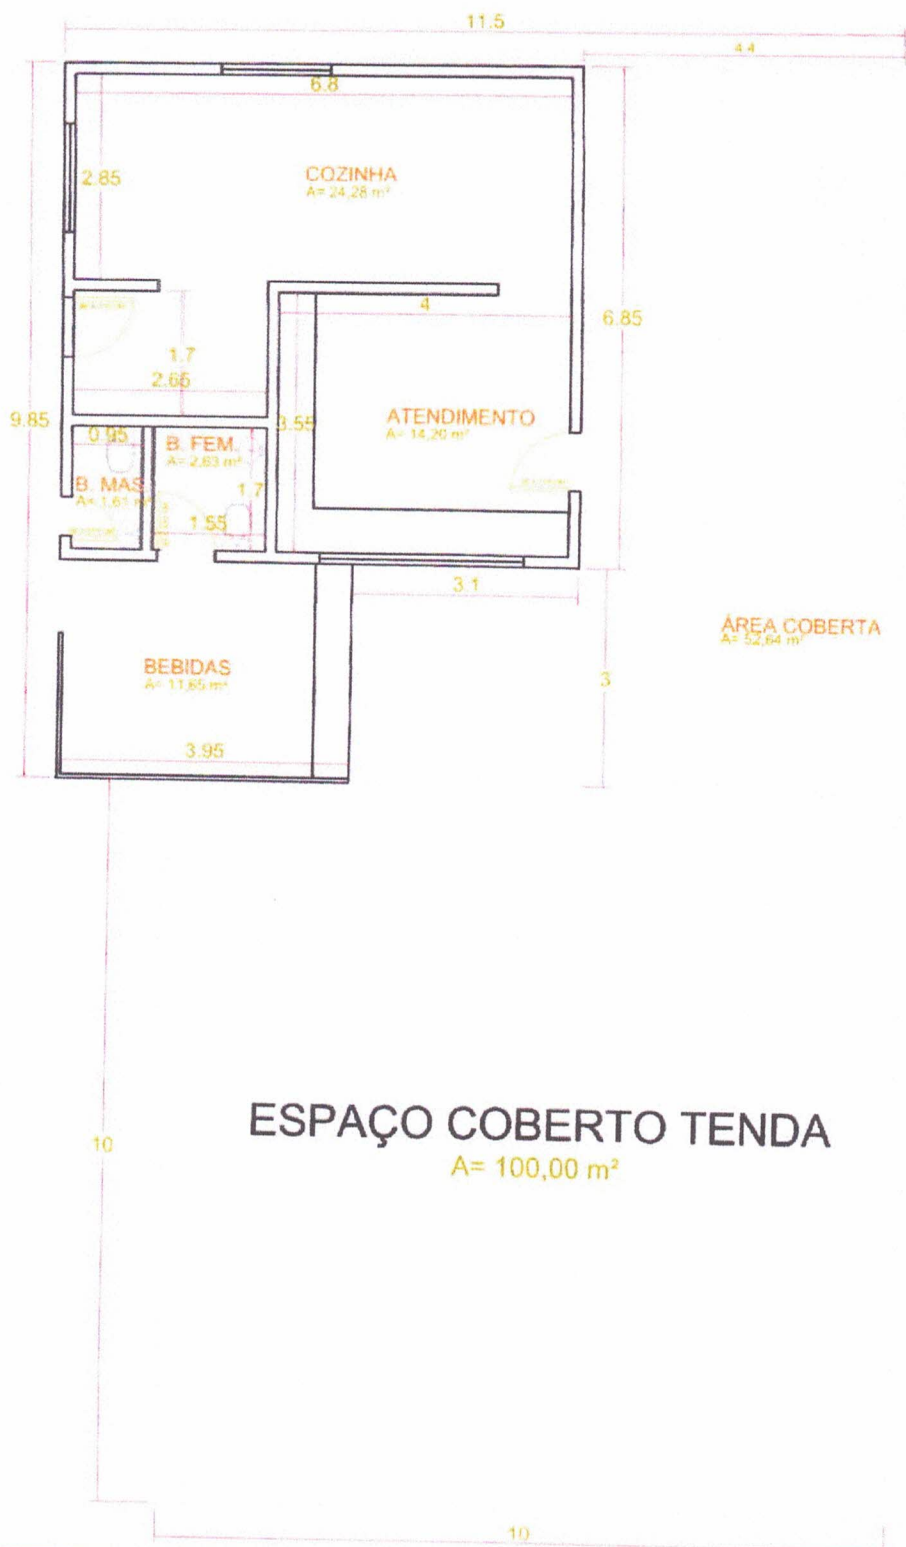 11.5
4.4
6.8
2.85
COZINHA
A= 24,28 m²
4
6.85
1.7
2.65
9.85
3.55
ATENDIMENTO
A= 14,20 m²
0.95
B. FEM.
A= 2,63 m²
B. MAS
A= 1,61 m²
1.7
1.55
3.1
ÁREA COBERTA
A= 52,64 m²
BEBIDAS
A= 11,65 m²
3
3.95
ESPAÇO COBERTO TENDA
A= 100,00 m²
10
10